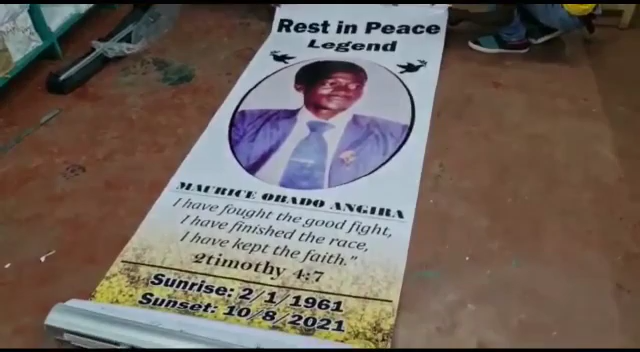 Rest in Peace
Legend
MAURICE OBADO ANGIRA
I have fought the good fight,
I have finished the race,
I have kept the faith."
2timothy 4:7
Sunrise: 2/1/1961
Sunset: 10/8/2021